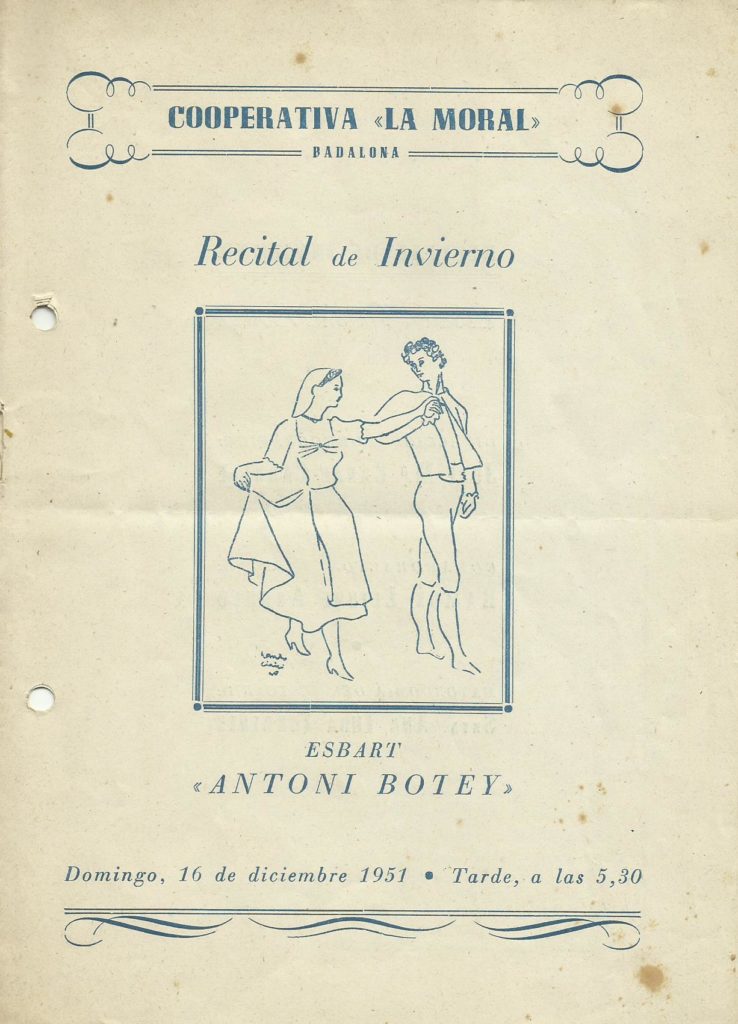 COOPERATIVA «LA MORAL»
BADALONA
Recital de Invierno
ESBART
«ANTONI BOTEY»
Domingo, 16 de diciembre 1951 • Tarde, a las 5,30